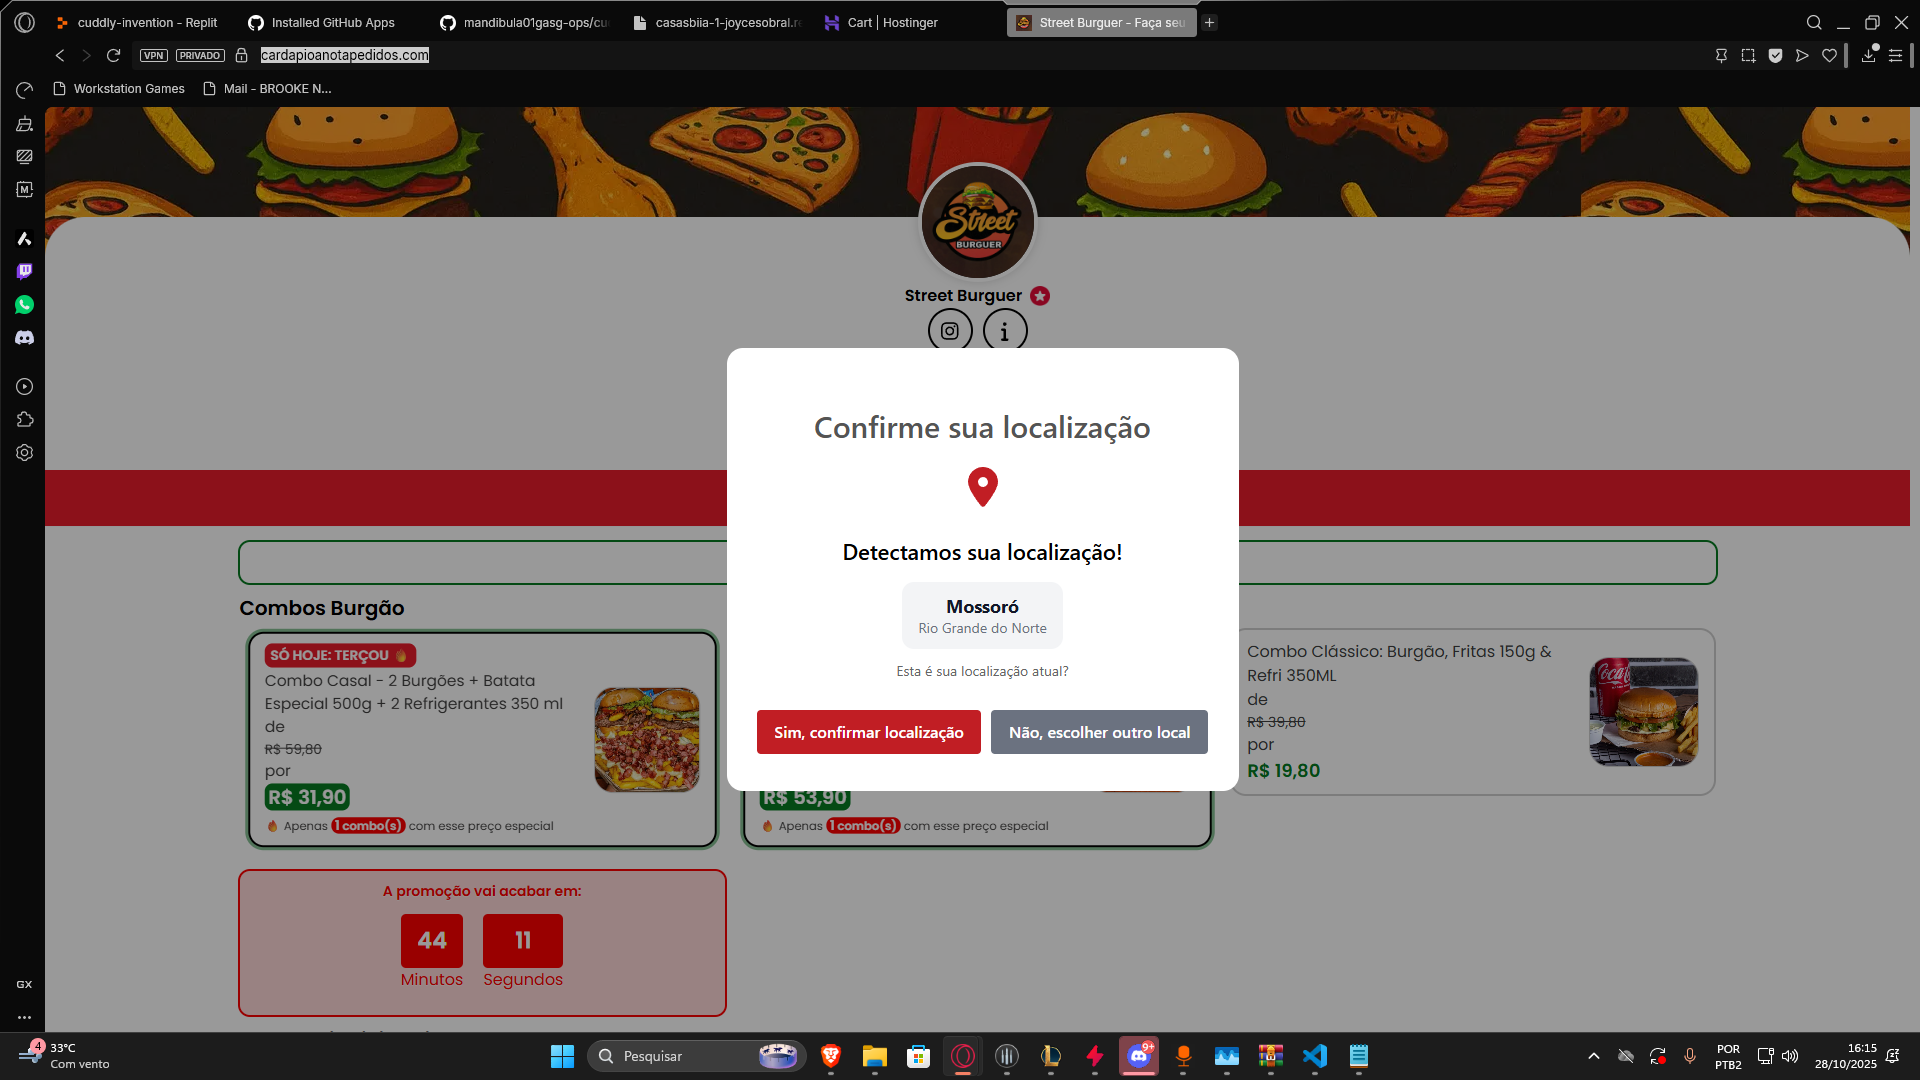 cuddly-invention - Replit
Installed GitHub Apps
mandibula01gasg-ops/cu
casasbiia-1-joycesobral.r
Cart | Hostinger
Street Burguer - Faça seu
VPN
PRIVADO
cardapioanotapedidos.com
Workstation Games
Mail - BROOKE N...
Street
BURGUER
Street Burguer
Confirme sua localização
Detectamos sua localização!
Mossoró
Rio Grande do Norte
Esta é sua localização atual?
Sim, confirmar localização
Não, escolher outro local
Combos Burgão
SÓ HOJE: TERÇOU 🔥
Combo Casal - 2 Burgões + Batata
Especial 500g + 2 Refrigerantes 350 ml
de
R$ 59,80
por
R$ 31,90
🔥 Apenas 1 combo(s) com esse preço especial
R$ 53,90
🔥 Apenas 1 combo(s) com esse preço especial
Combo Clássico: Burgão, Fritas 150g &
Refri 350ML
de
R$ 39,80
por
R$ 19,80
A promoção vai acabar em:
44
11
Minutos
Segundos
GX
4
33°C
Com vento
Pesquisar
9+
POR
PTB2
16:15
28/10/2025